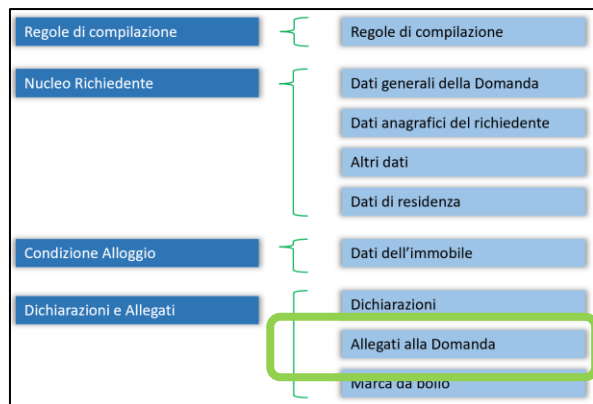 Regole di compilazione
Regole di compilazione
Nucleo Richiedente
Dati generali della Domanda
Dati anagrafici del richiedente
Altri dati
Dati di residenza
Condizione Alloggio
Dati dell'immobile
Dichiarazioni e Allegati
Dichiarazioni
Allegati alla Domanda
Marca da bollo